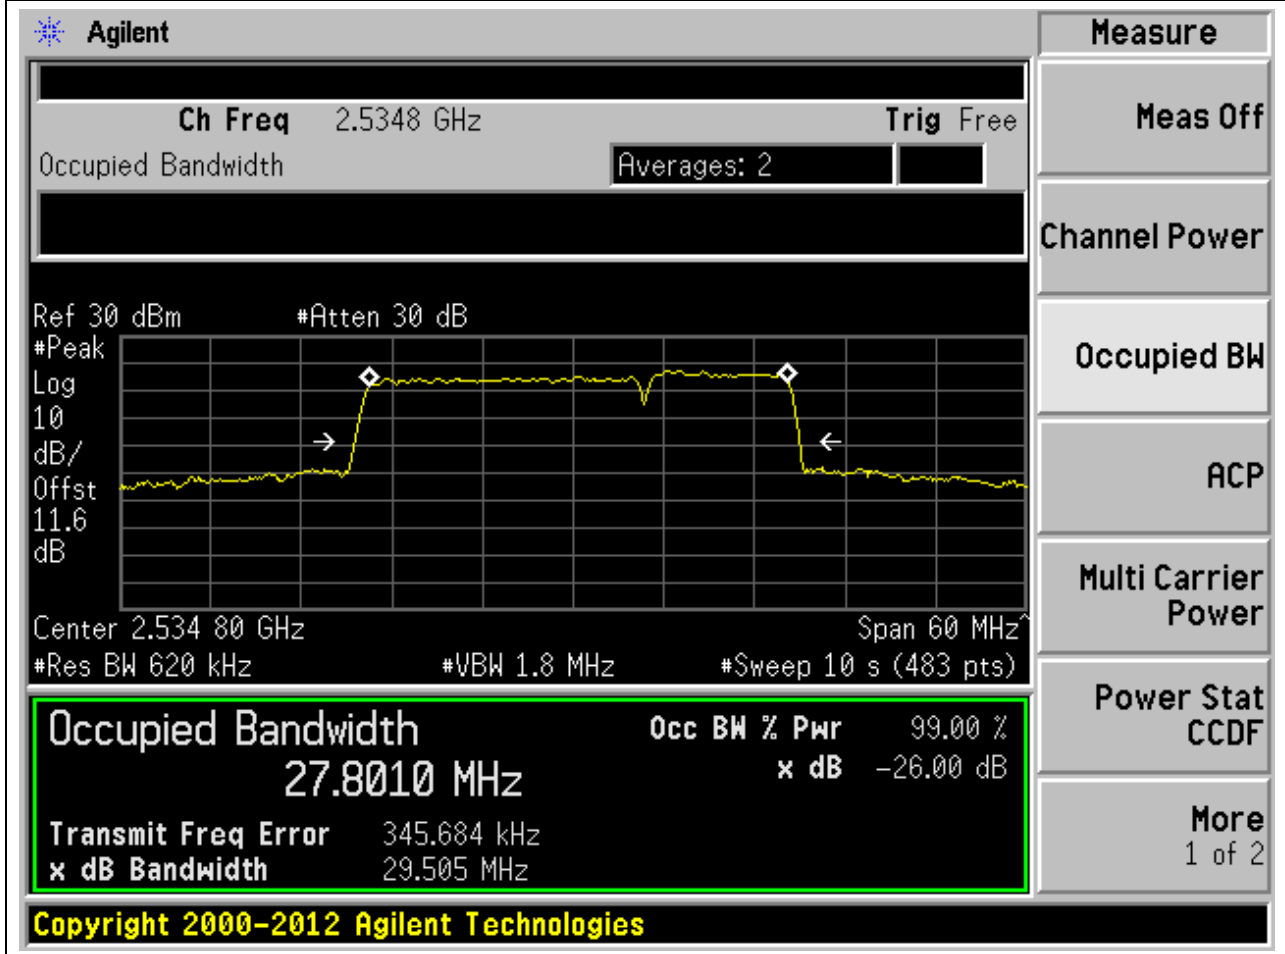 Agilent
Measure
Ch Freq 2.5348 GHz Trig Free
Occupied Bandwidth Averages: 2
Meas Off
Channel Power
Occupied BW
ACP
Multi Carrier
Power
Power Stat
CCDF
More
1 of 2
Ref 30 dBm #Atten 30 dB
#Peak
Log
10
dB/
Offst
11.6
dB
Center 2.534 80 GHz Span 60 MHz^
#Res BW 620 kHz #VBW 1.8 MHz #Sweep 10 s (483 pts)
Occupied Bandwidth Occ BW % Pwr 99.00 %
27.8010 MHz x dB -26.00 dB
Transmit Freq Error 345.684 kHz
x dB Bandwidth 29.505 MHz
Copyright 2000-2012 Agilent Technologies